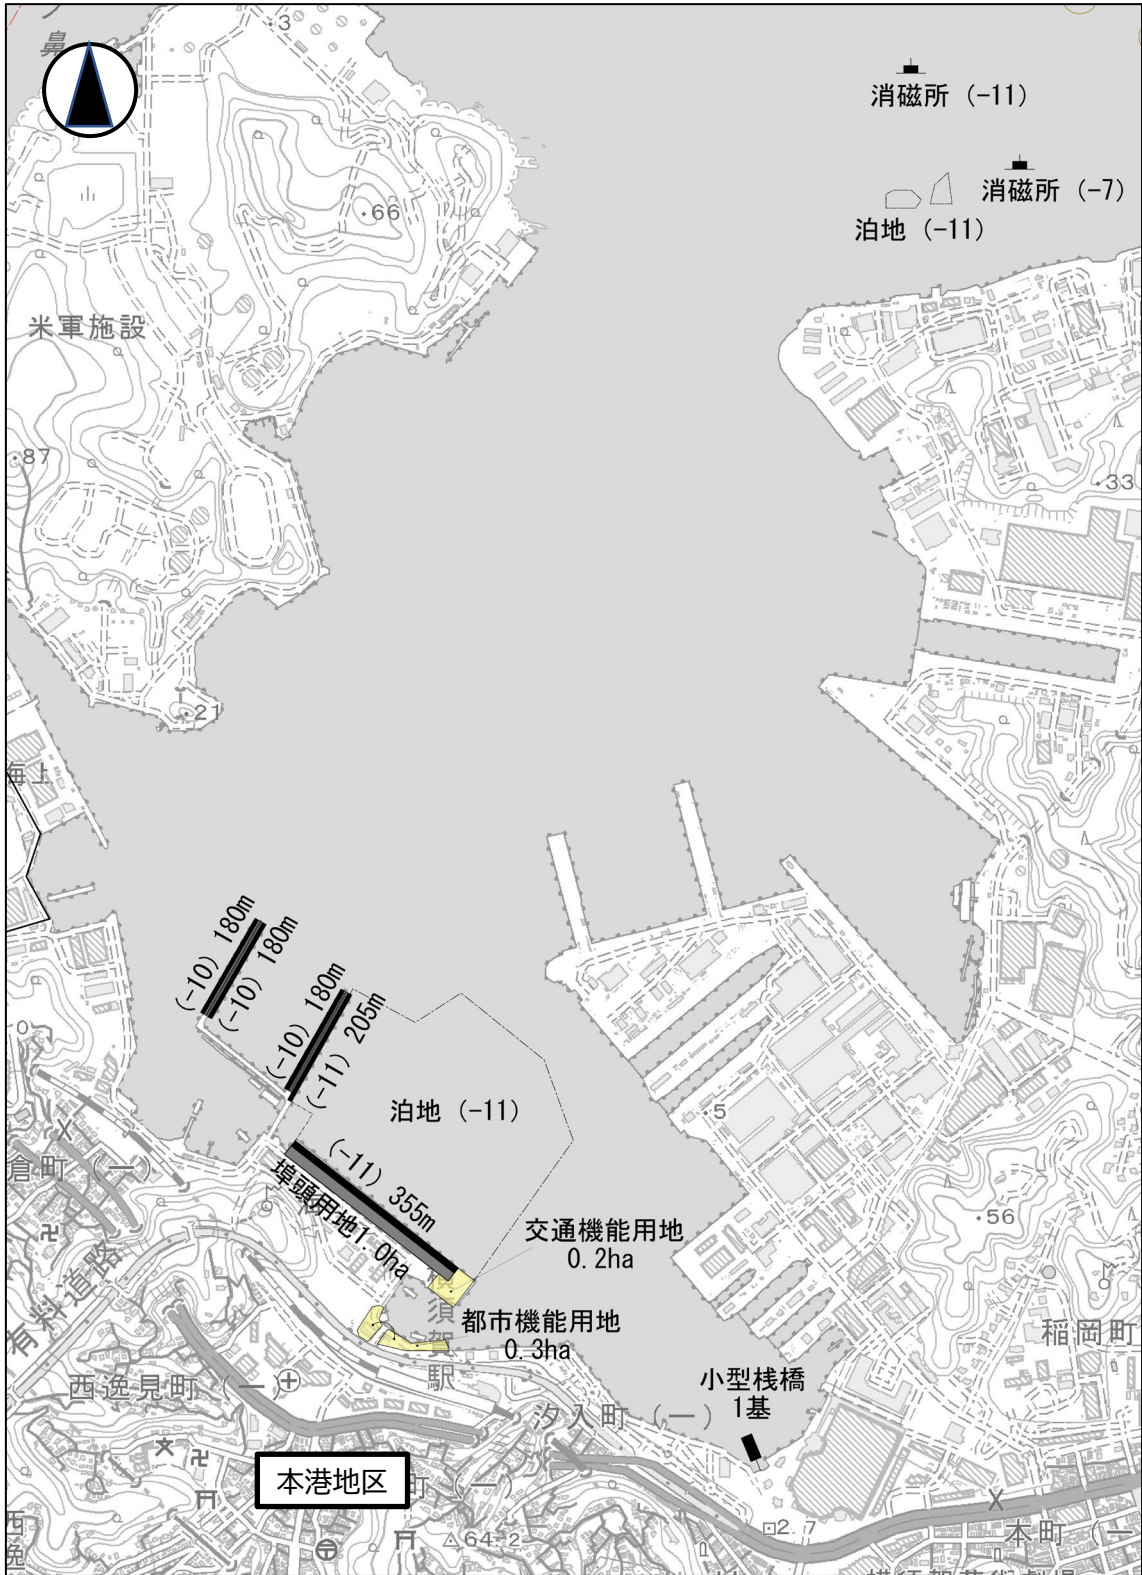 鼻
3
消磁所（-11）
消磁所（-7）
泊地（-11）
66
米軍施設
87
33
21
海上
（-10） 180m
（-10） 180m
（-10） 180m
（-11） 205m
泊地（-11）
（-11） 355m
埠頭用地1.0ha
交通機能用地
0.2ha
都市機能用地
0.3ha
横須賀駅
小型桟橋
1基
5
56
0
倉町（一）
有料道路
西逸見町（一）
汐入町（一）
稲岡町
本港地区
町（一）
64.2
2.7
本町（一
西逸